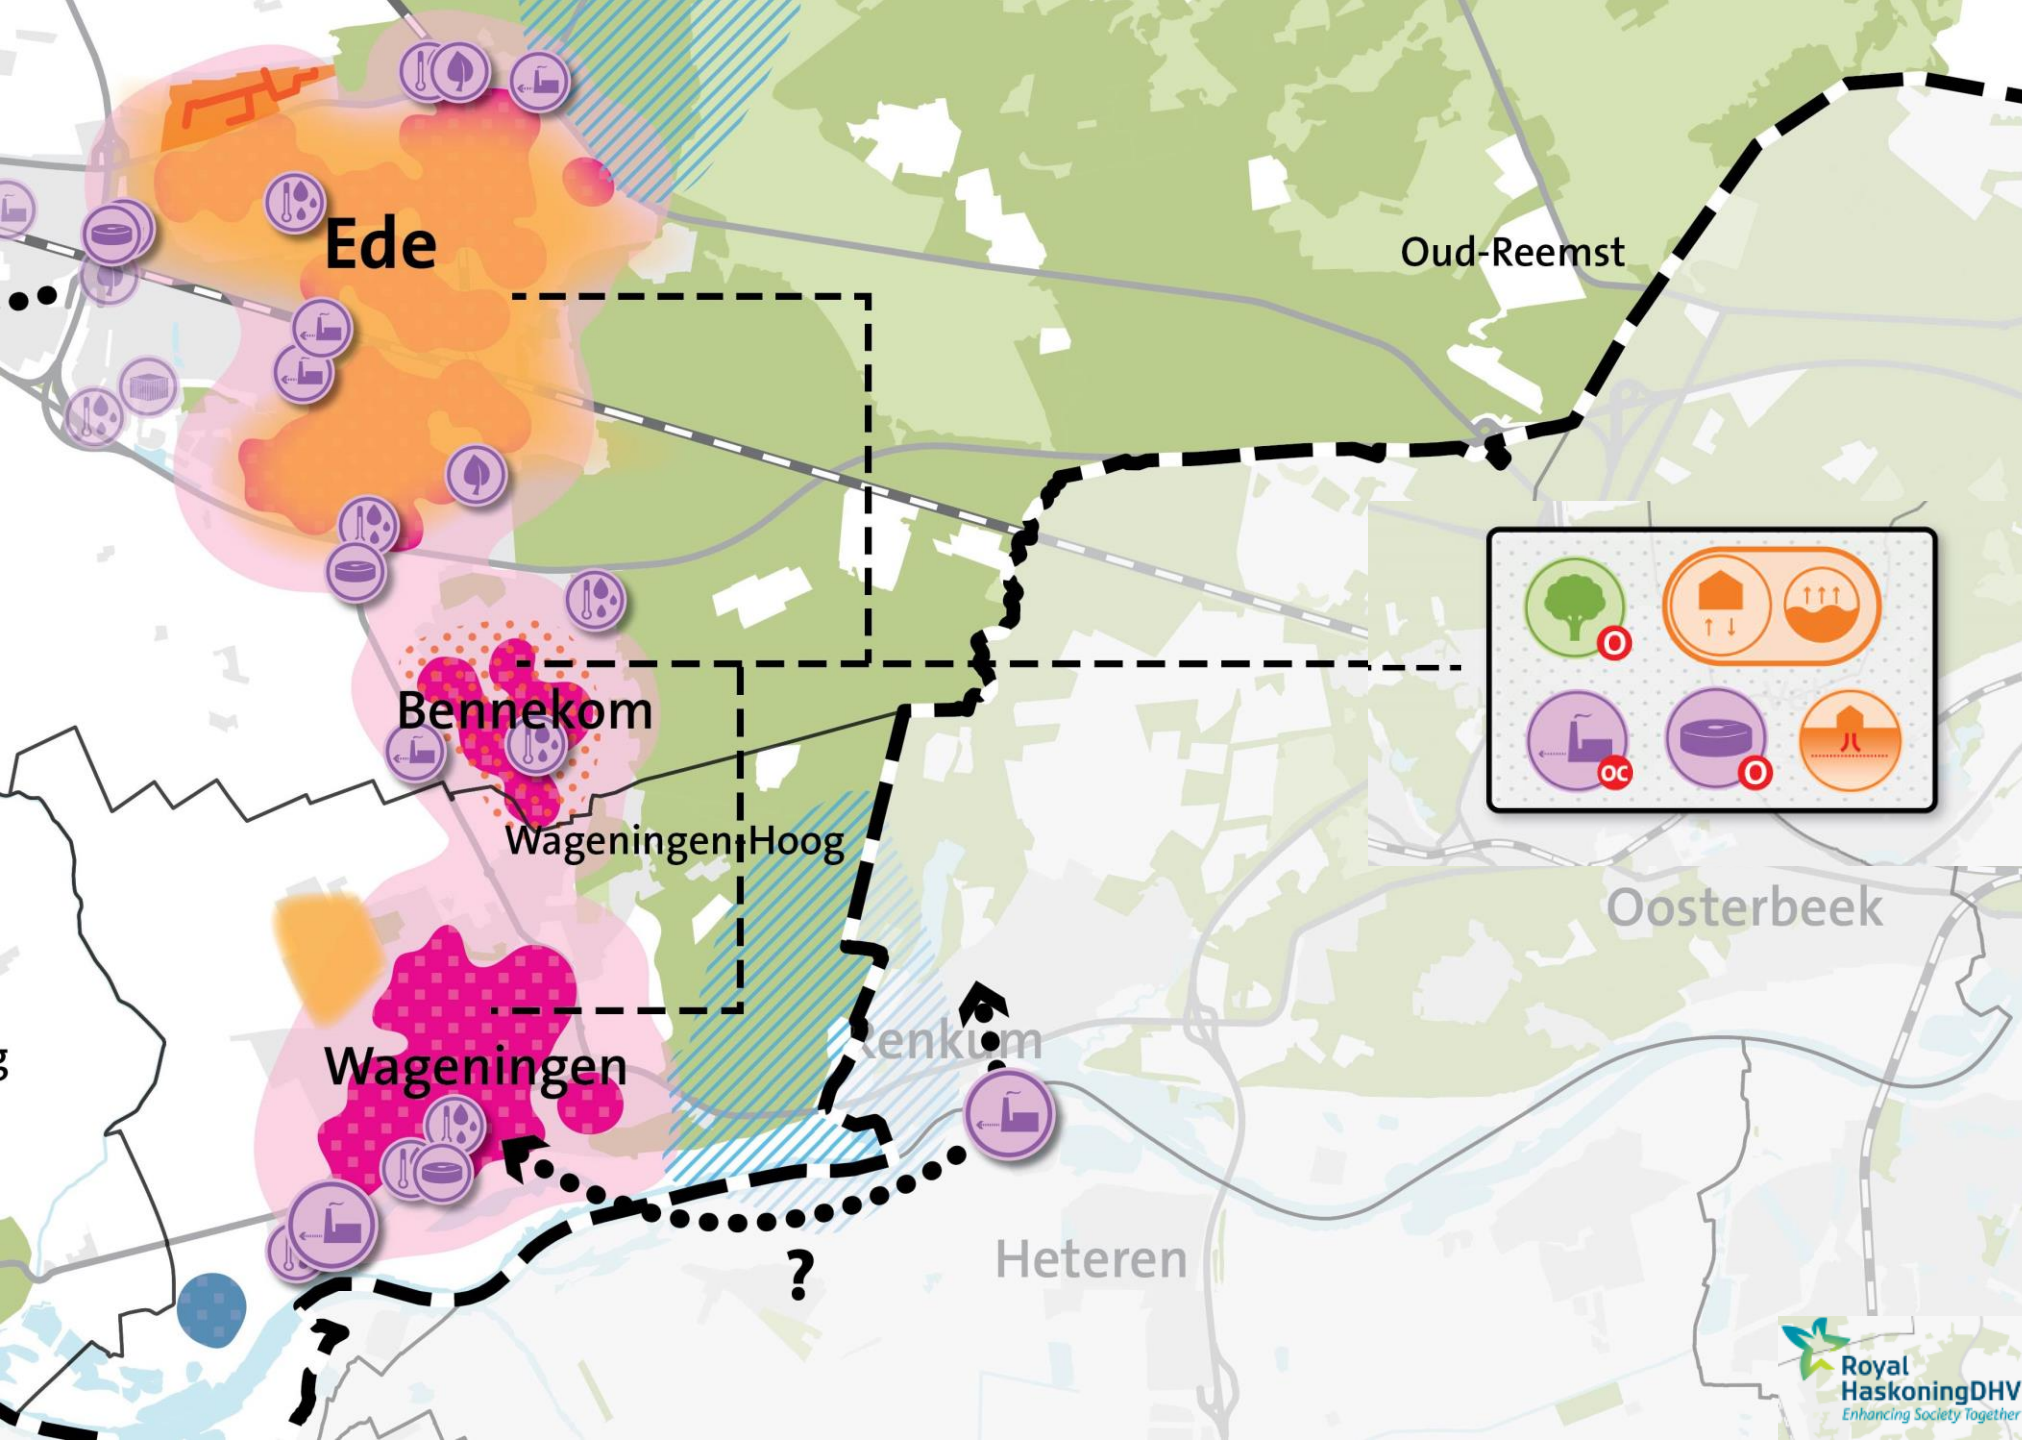 Ede
Oud-Reemst
O
Bennekom
OC
O
Wageningen-Hoog
Oosterbeek
Renkum
g
Wageningen
Heteren
?
Royal
HaskoningDHV
Enhancing Society Together